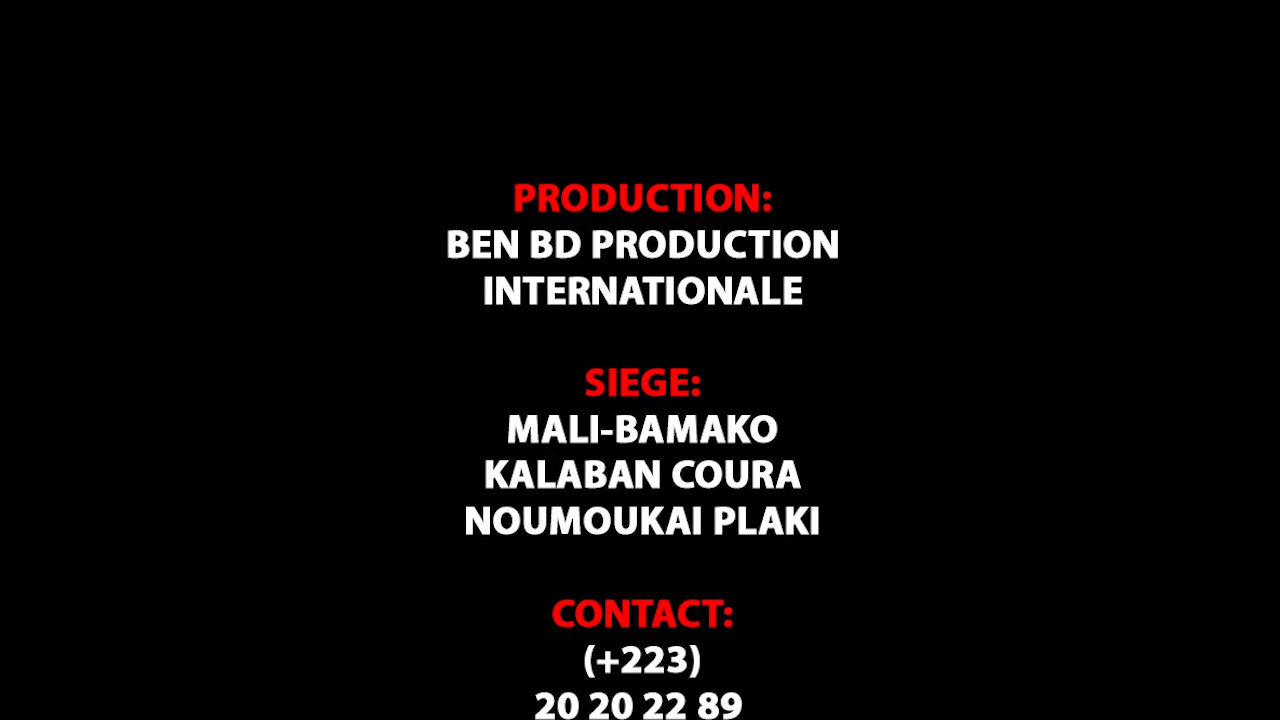 PRODUCTION:
BEN BD PRODUCTION
INTERNATIONALE
SIEGE:
MALI-BAMAKO
KALABAN COURA
NOUMOUKAI PLAKI
CONTACT:
(+223)
20 20 22 89